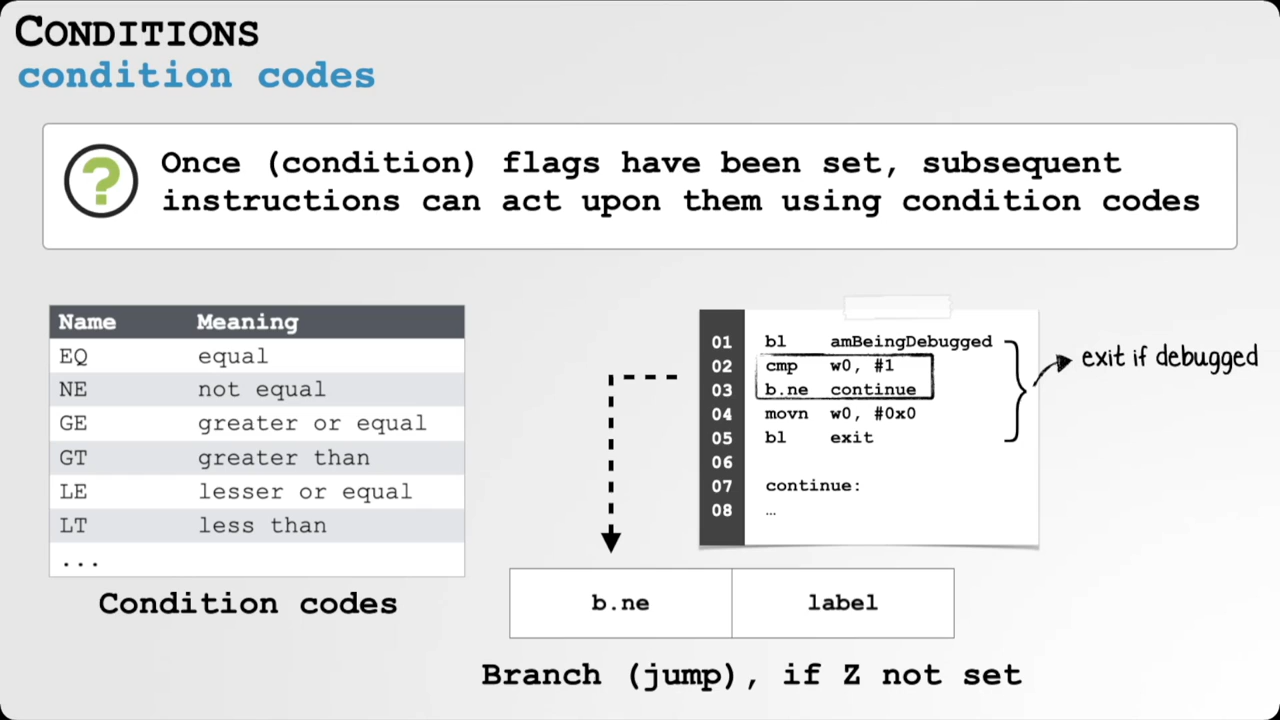 CONDITIONS
condition codes
?
Once (condition) flags have been set, subsequent
instructions can act upon them using condition codes
Name Meaning
EQ equal
NE not equal
GE greater or equal
GT greater than
LE lesser or equal
LT less than
...
Condition codes
01 bl amBeingDebugged
02 cmp w0, #1
03 b.ne continue
04 movn w0, #0x0
05 bl exit
06
07 continue:
08 …
exit if debugged
b.ne label
Branch (jump), if Z not set